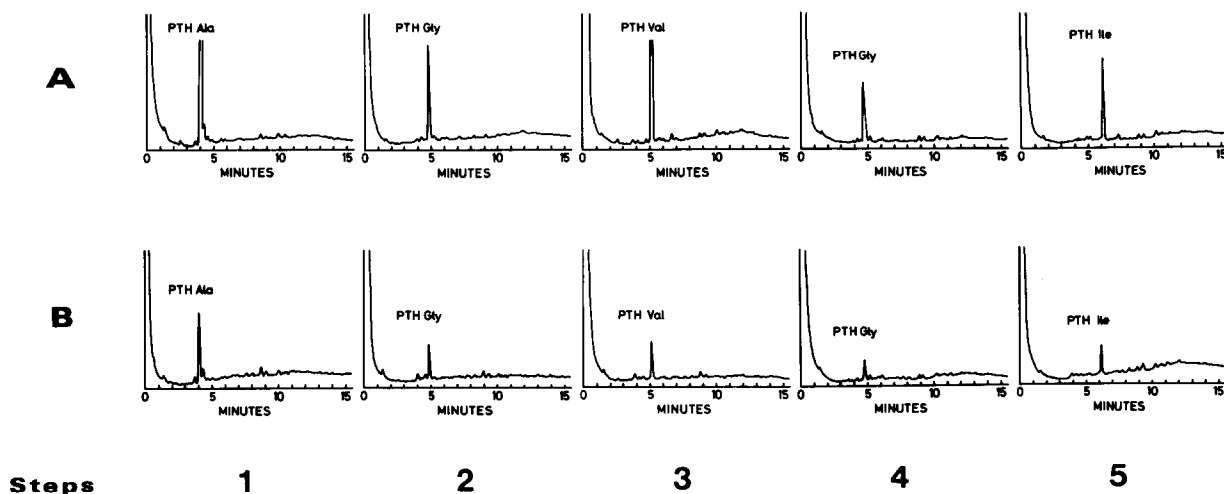 PTH Ala PTH Gly PTH Val PTH Gly PTH Ile
A
0 5 10 15 0 5 10 15 0 5 10 15 0 5 10 15 0 5 10 15
MINUTES MINUTES MINUTES MINUTES MINUTES
PTH Ala PTH Gly PTH Val PTH Gly PTH Ile
B
0 5 10 15 0 5 10 15 0 5 10 15 0 5 10 15 0 5 10 15
MINUTES MINUTES MINUTES MINUTES MINUTES
Steps 1 2 3 4 5